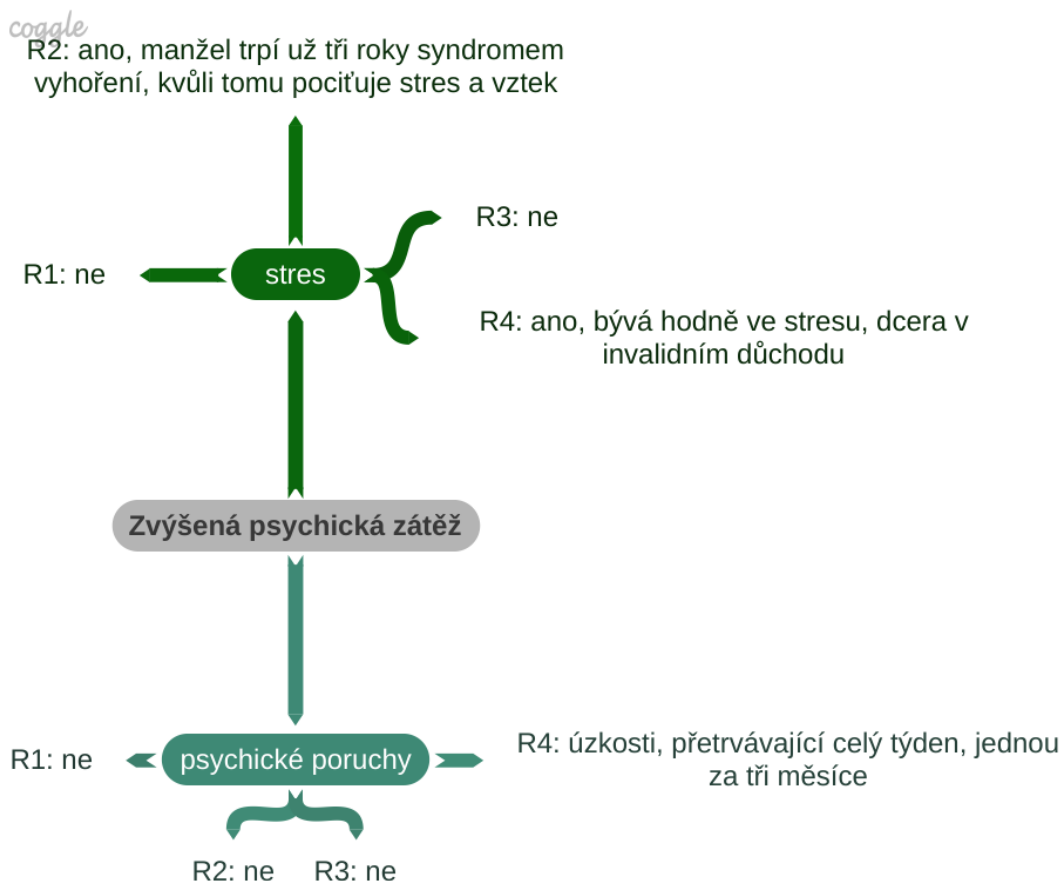 coggle
R2: ano, manžel trpí už tři roky syndromem
vyhoření, kvůli tomu pociťuje stres a vztek
R3: ne
R1: ne
stres
R4: ano, bývá hodně ve stresu, dcera v
invalidním důchodu
Zvýšená psychická zátěž
R1: ne
psychické poruchy
R4: úzkosti, přetrvávající celý týden, jednou
za tři měsíce
R2: ne
R3: ne